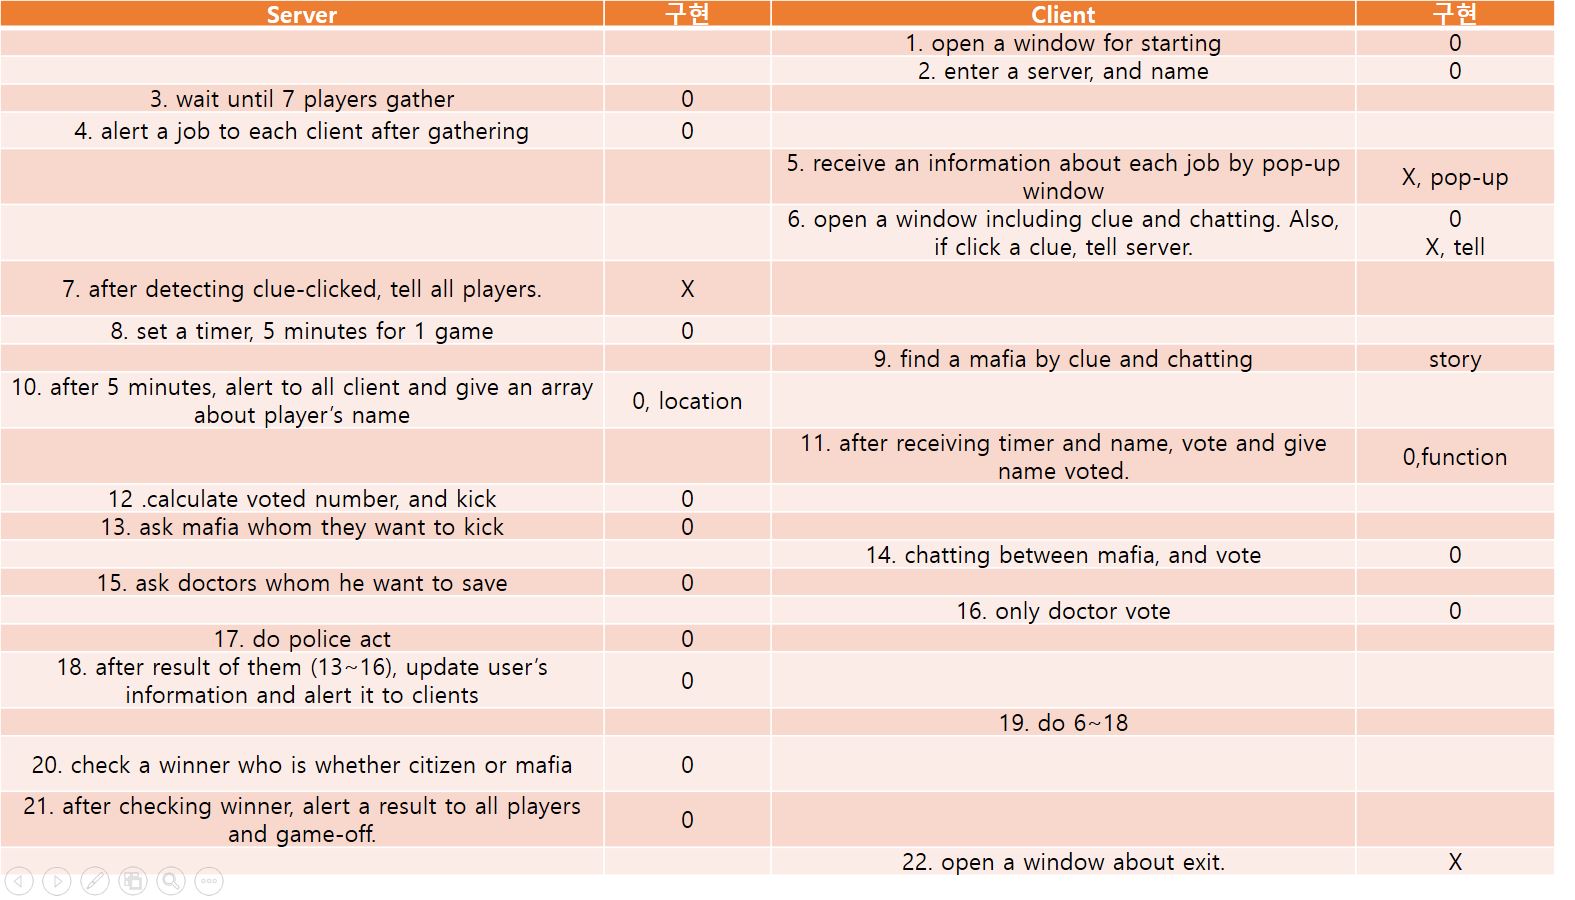 Server 구현 Client 구현
1. open a window for starting 0
2. enter a server, and name 0
3. wait until 7 players gather 0
4. alert a job to each client after gathering 0
5. receive an information about each job by pop-up
window
X, pop-up
6. open a window including clue and chatting. Also,
if click a clue, tell server.
0
X, tell
7. after detecting clue-clicked, tell all players. X
8. set a timer, 5 minutes for 1 game 0
9. find a mafia by clue and chatting story
10. after 5 minutes, alert to all client and give an array
about player's name
0, location
11. after receiving timer and name, vote and give
name voted.
0,function
12 .calculate voted number, and kick 0
13. ask mafia whom they want to kick 0
14. chatting between mafia, and vote 0
15. ask doctors whom he want to save 0
16. only doctor vote 0
17. do police act 0
18. after result of them (13~16), update user's
information and alert it to clients
0
19. do 6~18
20. check a winner who is whether citizen or mafia 0
21. after checking winner, alert a result to all players
and game-off.
0
22. open a window about exit. X